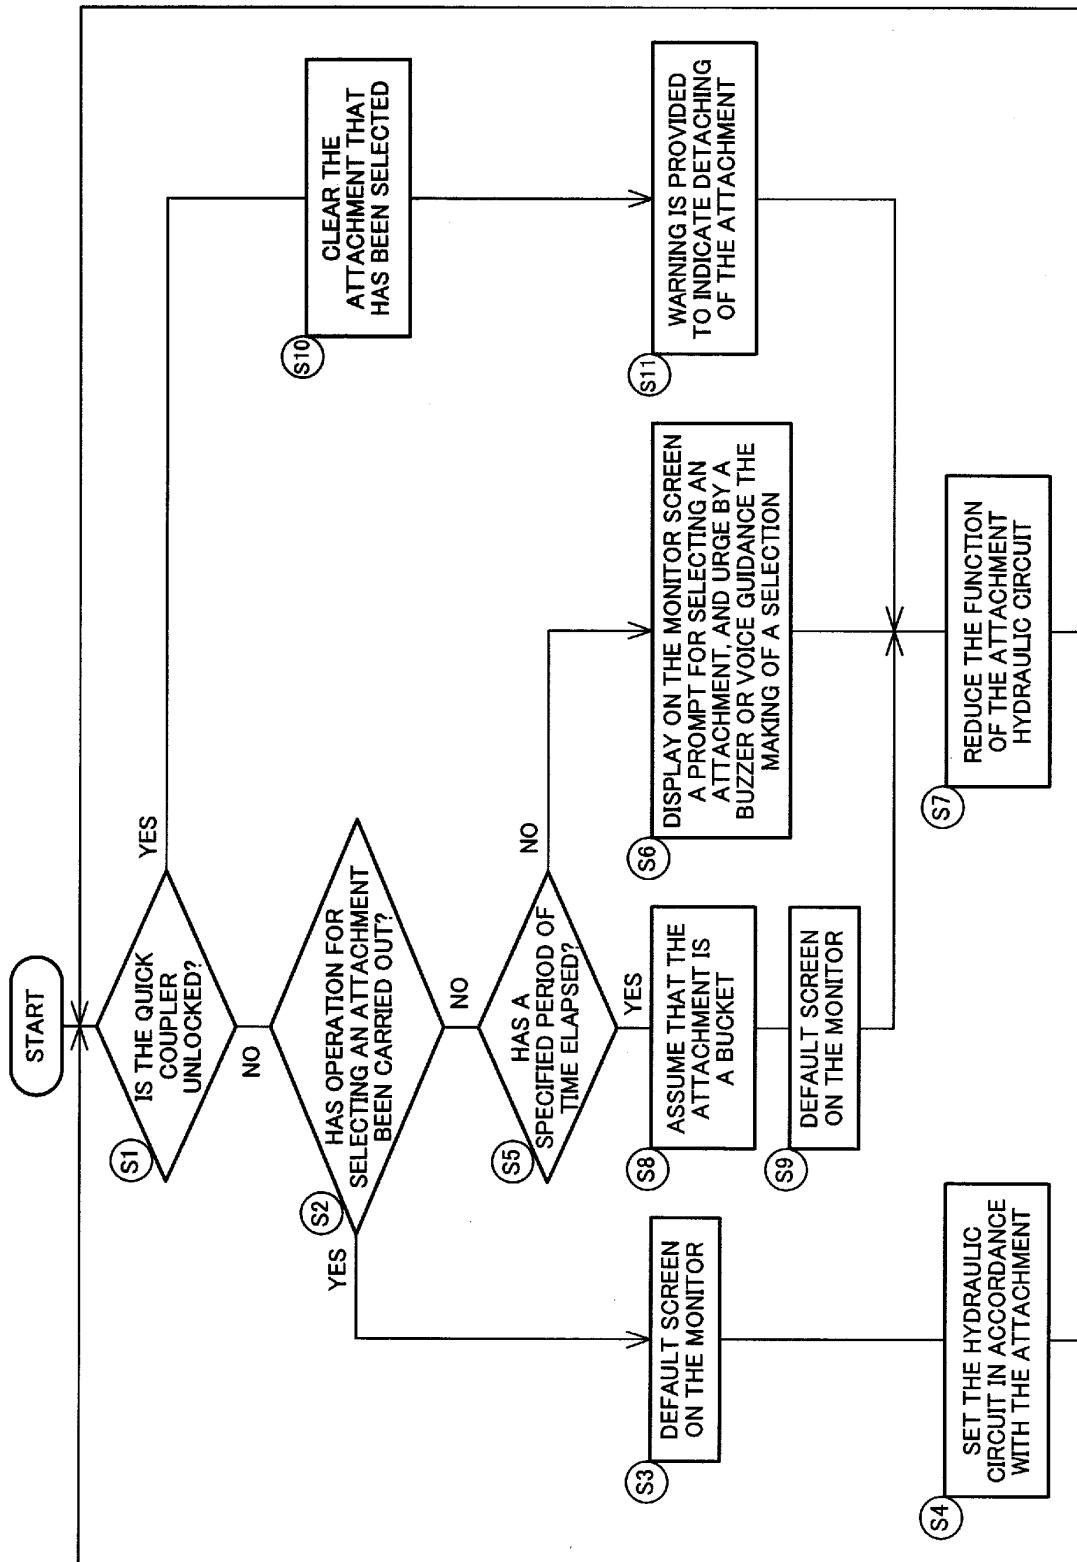 START
S1
IS THE QUICK
COUPLER
UNLOCKED?
YES
NO
S2
HAS OPERATION FOR
SELECTING AN ATTACHMENT
BEEN CARRIED OUT?
YES
NO
S5
HAS A
SPECIFIED PERIOD OF
TIME ELAPSED?
NO
YES
S10
CLEAR THE
ATTACHMENT THAT
HAS BEEN SELECTED
S3
DEFAULT SCREEN
ON THE MONITOR
S8
ASSUME THAT THE
ATTACHMENT IS
A BUCKET
S6
DISPLAY ON THE MONITOR SCREEN
A PROMPT FOR SELECTING AN
ATTACHMENT, AND URGE BY A
BUZZER OR VOICE GUIDANCE THE
MAKING OF A SELECTION
S11
WARNING IS PROVIDED
TO INDICATE DETACHING
OF THE ATTACHMENT
S9
DEFAULT SCREEN
ON THE MONITOR
S4
SET THE HYDRAULIC
CIRCUIT IN ACCORDANCE
WITH THE ATTACHMENT
S7
REDUCE THE FUNCTION
OF THE ATTACHMENT
HYDRAULIC CIRCUIT